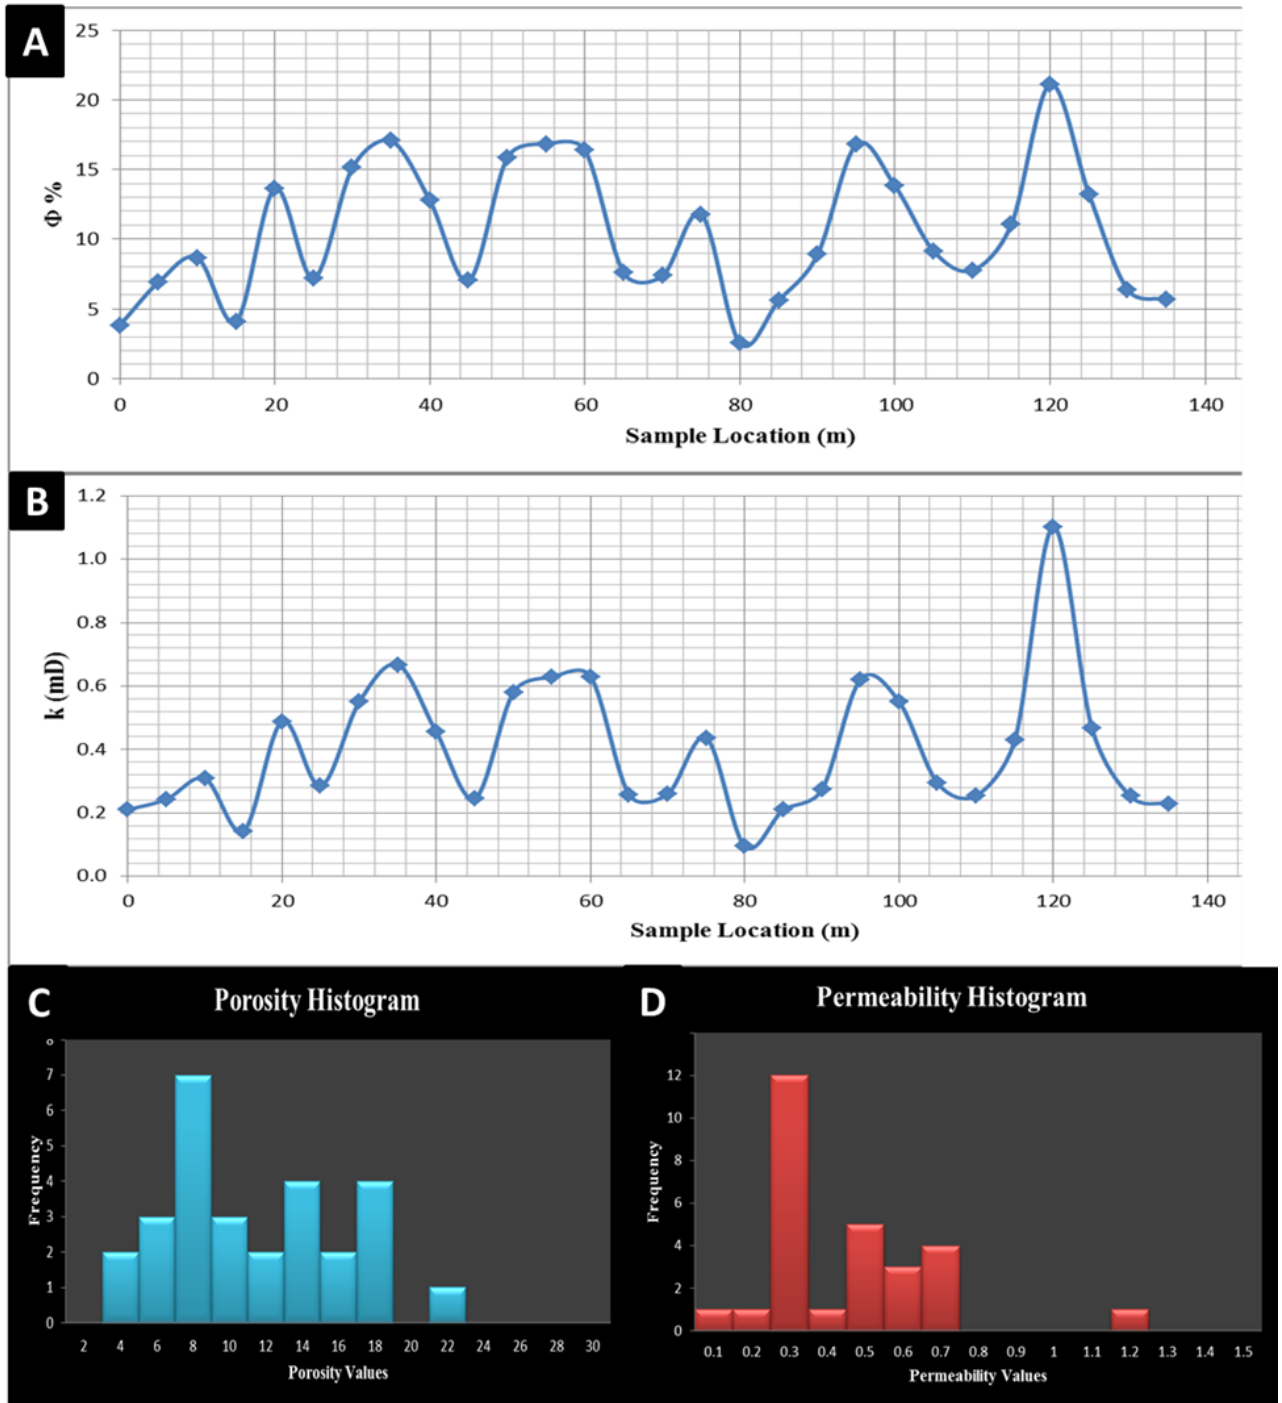 A
25
20
15
10
5
0
Φ %
0 20 40 60 80 100 120 140
Sample Location (m)
B
1.2
1.0
0.8
0.6
0.4
0.2
0.0
k (mD)
0 20 40 60 80 100 120 140
Sample Location (m)
C
Porosity Histogram
8
7
6
5
4
3
2
1
0
Frequency
2 4 6 8 10 12 14 16 18 20 22 24 26 28 30
Porosity Values
D
Permeability Histogram
12
10
8
6
4
2
0
Frequency
0.1 0.2 0.3 0.4 0.5 0.6 0.7 0.8 0.9 1 1.1 1.2 1.3 1.4 1.5
Permeability Values